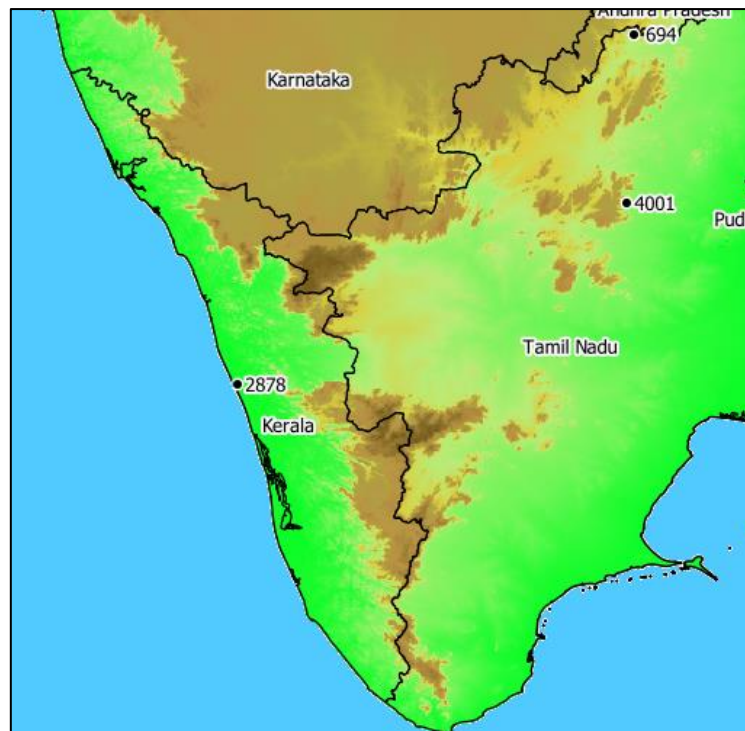 Andhra Pradesh
694
Karnataka
4001
Pud
Tamil Nadu
2878
Kerala